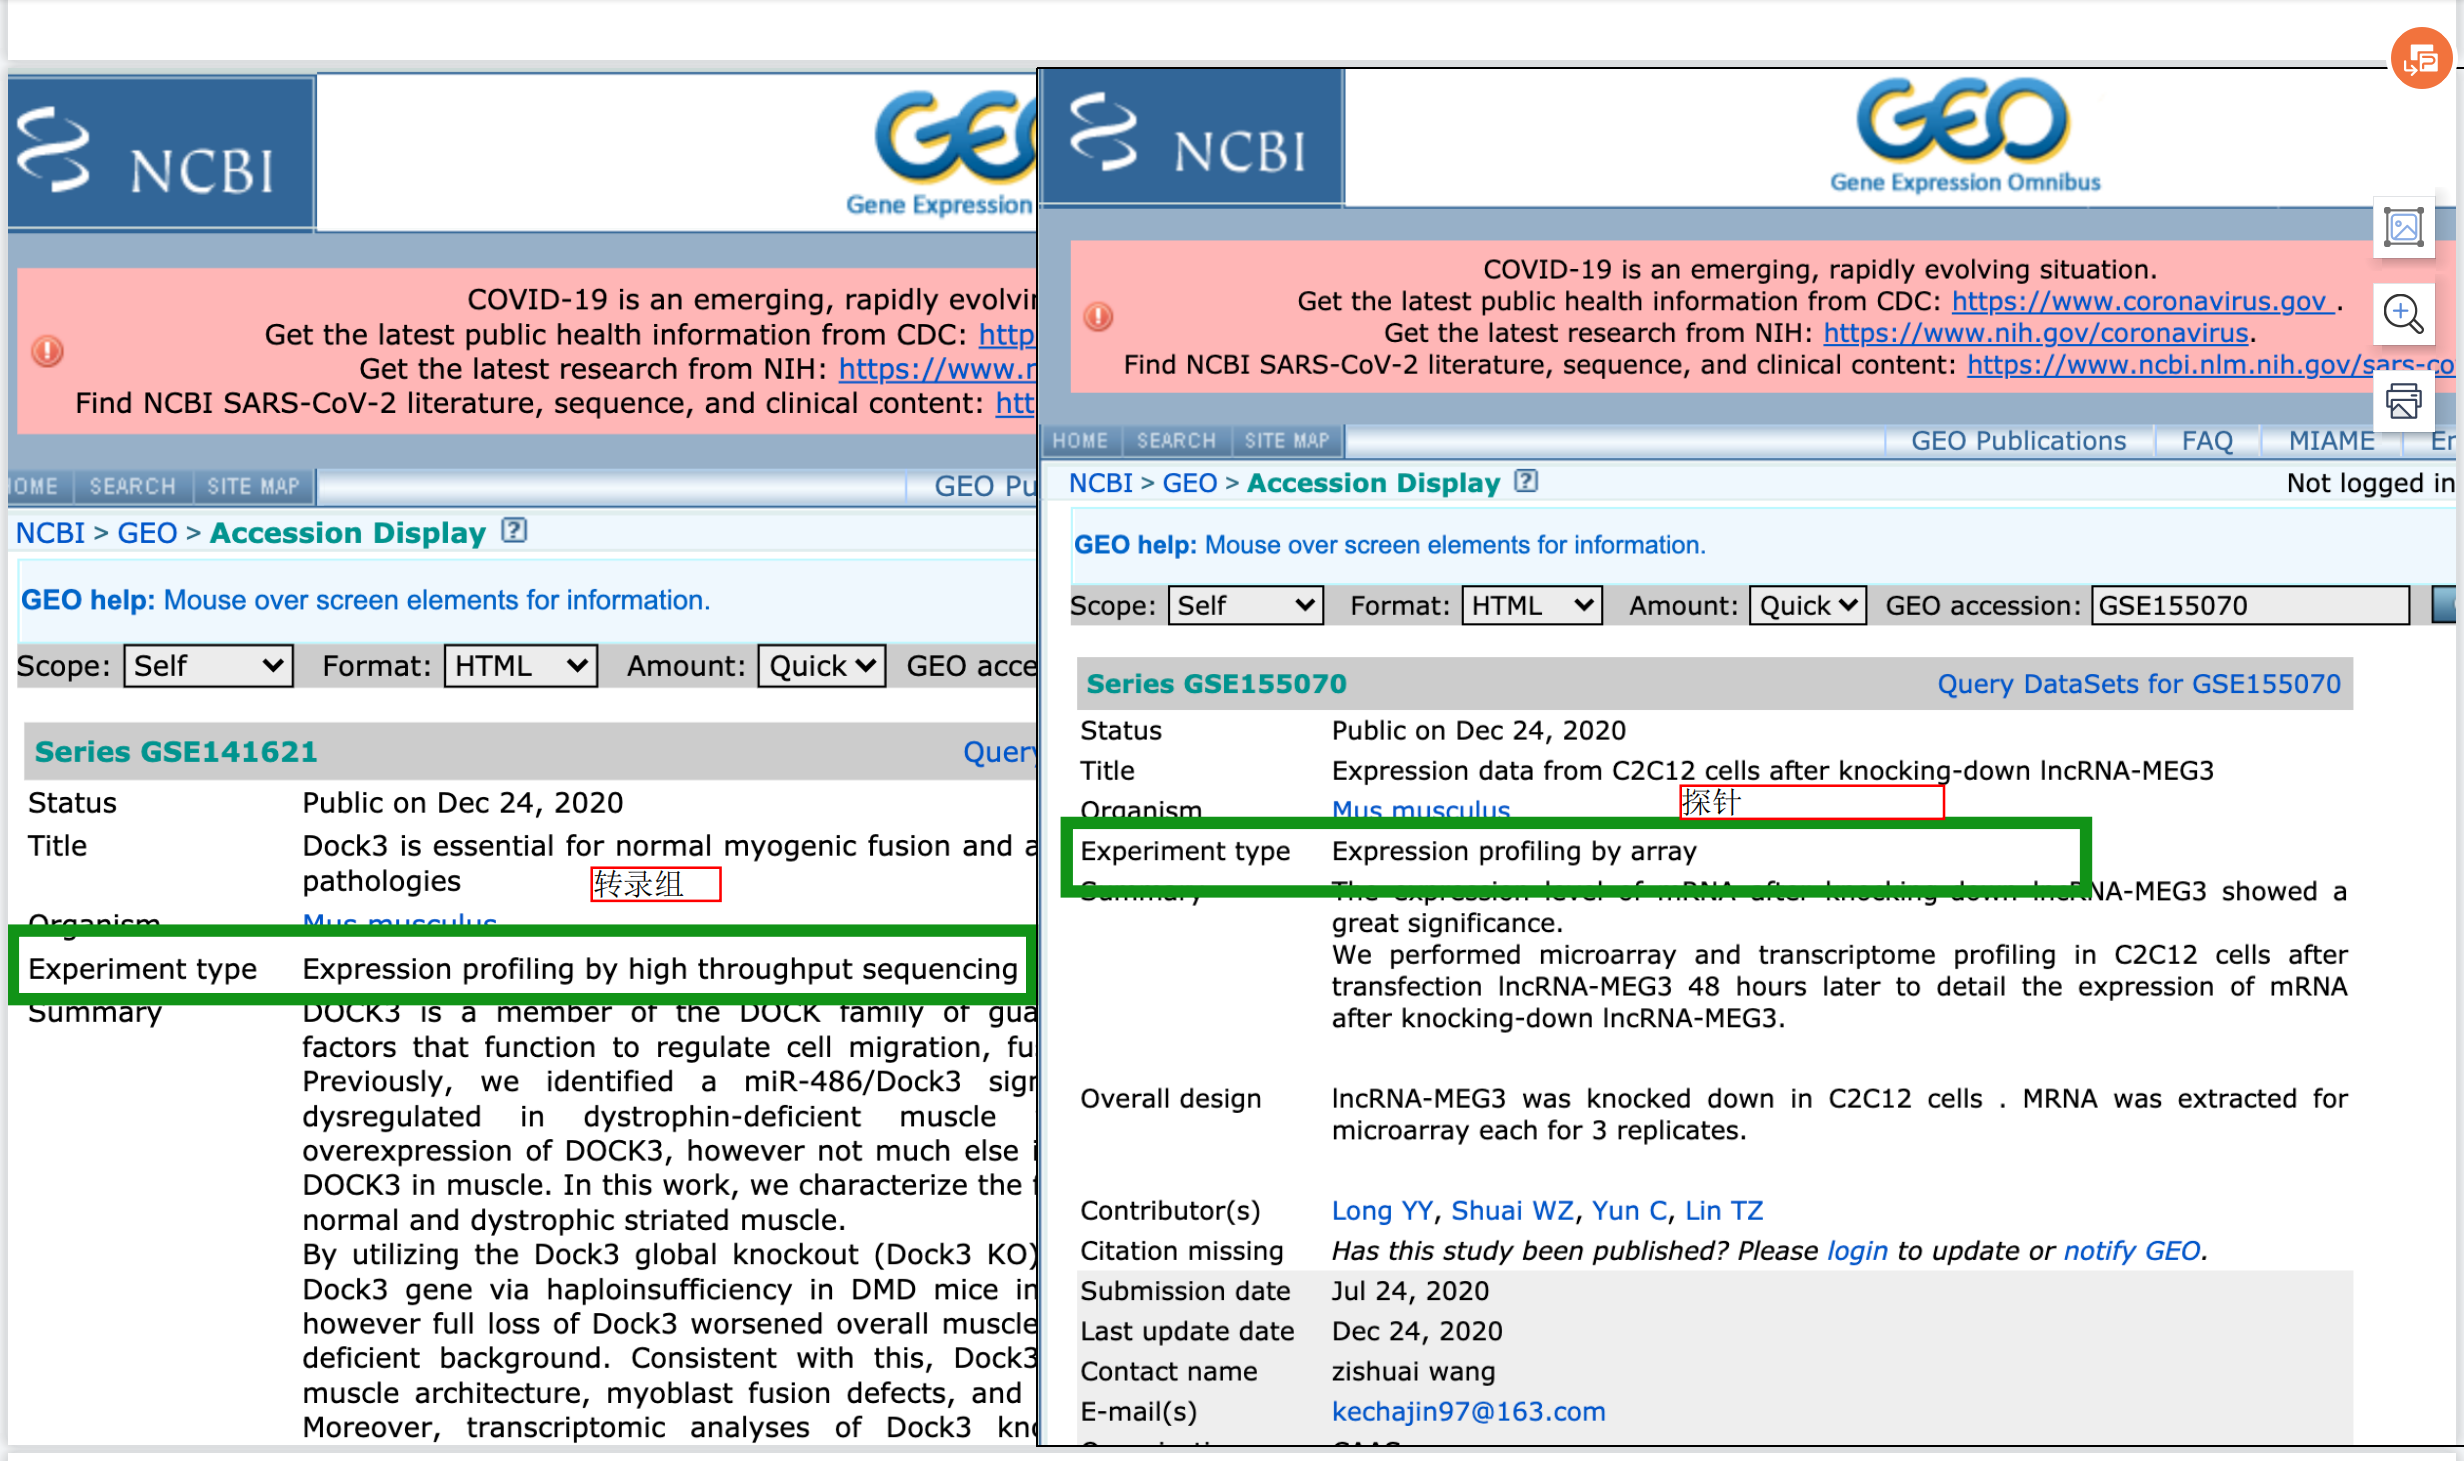 NCBI
GEO
Gene Expression
COVID-19 is an emerging, rapidly
Get the latest public health information from CDC: http
Get the latest research from NIH: https://www.
Find NCBI SARS-CoV-2 literature, sequence, and clinical content: htt
SEARCH SITE MAP GEO
NCBI > GEO > Accession Display ?
GEO help: Mouse over screen elements for information.
Scope: Self Format: HTML Amount: Quick GEO
Series GSE141621
Status Public on Dec 24, 2020
Title Dock3 is essential for normal myogenic fusion and
pathologies
转录组
Organism Mus musculus
Experiment type Expression profiling by high throughput sequencing
Summary DOCK3 is a member of the DOCK family of
factors that function to regulate cell migration,
Previously, we identified a miR-486/Dock3
dysregulated in dystrophin-deficient muscle
overexpression of DOCK3, however not much else
DOCK3 in muscle. In this work, we characterize the
normal and dystrophic striated muscle.
By utilizing the Dock3 global knockout (Dock3 KO)
Dock3 gene via haploinsufficiency in DMD mice
however full loss of Dock3 worsened overall muscle
deficient background. Consistent with this, Dock3
muscle architecture, myoblast fusion defects, and
Moreover, transcriptomic analyses of Dock3
NCBI
GEO
Gene Expression Omnibus
COVID-19 is an emerging, rapidly evolving situation.
Get the latest public health information from CDC: https://www.coronavirus.gov .
Get the latest research from NIH: https://www.nih.gov/coronavirus.
Find NCBI SARS-CoV-2 literature, sequence, and clinical content: https://www.ncbi.nlm.nih.gov/sars-co
HOME SEARCH SITE MAP GEO Publications FAQ MIAME
NCBI > GEO > Accession Display ? Not logged in
GEO help: Mouse over screen elements for information.
Scope: Self Format: HTML Amount: Quick GEO accession: GSE155070
Series GSE155070 Query DataSets for GSE155070
Status Public on Dec 24, 2020
Title Expression data from C2C12 cells after knocking-down lncRNA-MEG3
Organism Mus musculus
探针
Experiment type Expression profiling by array
Summary The expression level of mRNA after knocking down lncRNA-MEG3 showed a
great significance.
We performed microarray and transcriptome profiling in C2C12 cells after
transfection lncRNA-MEG3 48 hours later to detail the expression of mRNA
after knocking-down lncRNA-MEG3.
Overall design lncRNA-MEG3 was knocked down in C2C12 cells . MRNA was extracted for
microarray each for 3 replicates.
Contributor(s) Long YY, Shuai WZ, Yun C, Lin TZ
Citation missing Has this study been published? Please login to update or notify GEO.
Submission date Jul 24, 2020
Last update date Dec 24, 2020
Contact name zishuai wang
E-mail(s) kechajin97@163.com